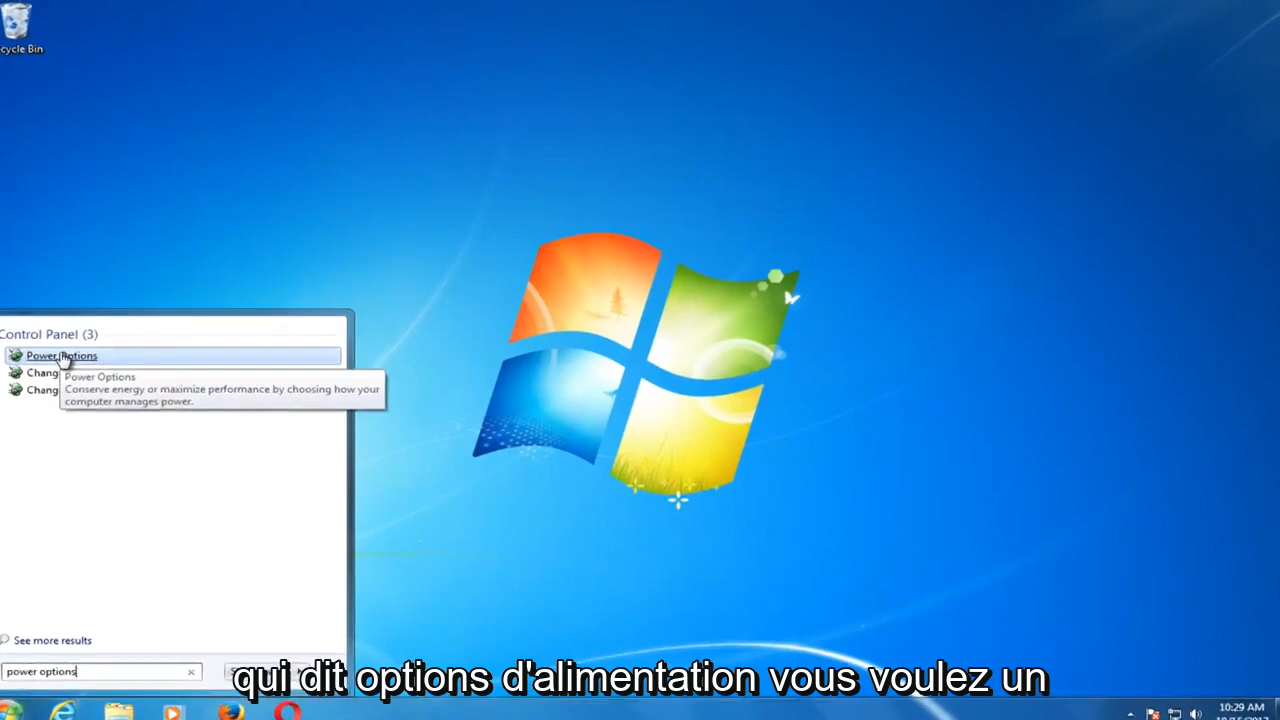 cycle Bin
Control Panel (3)
Power Options
Chang
Chang
Power Options
Conserve energy or maximize performance by choosing how your
computer manages power.
See more results
power options
qui dit options d'alimentation vous voulez un
10:29 AM